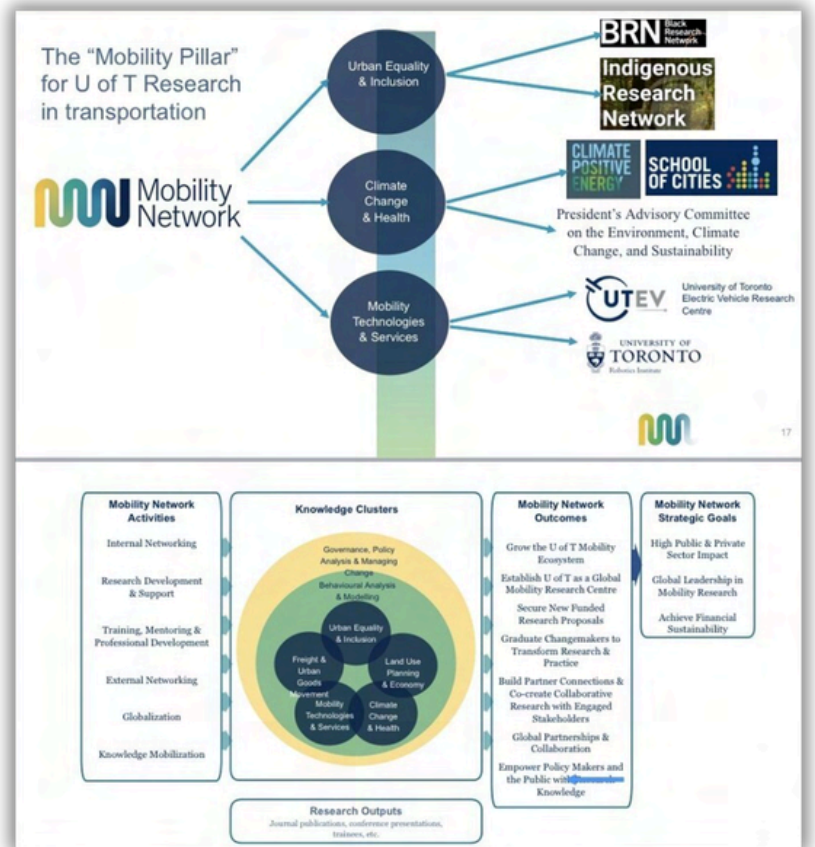 The "Mobility Pillar"
for U of T Research
in transportation
Mobility
Network
Urban Equality
& Inclusion
Climate
Change
& Health
Mobility
Technologies
& Services
BRN Black
Research
Network
Indigenous
Research
Network
CLIMATE
POSITIVE
ENERGY
SCHOOL
OF CITIES
President's Advisory Committee
on the Environment, Climate
Change, and Sustainability
UTEV
University of Toronto
Electric Vehicle Research
Centre
UNIVERSITY OF
TORONTO
Robotics Institute
17
Mobility Network
Activities
Internal Networking
Research Development
& Support
Training, Mentoring &
Professional Development
External Networking
Globalization
Knowledge Mobilization
Knowledge Clusters
Governance, Policy
Analysis & Managing
Change
Behavioural Analysis
& Modelling
Urban Equality
& Inclusion
Freight &
Urban
Goods
Movement
Land Use
Planning
& Economy
Mobility
Technologies
& Services
Climate
Change
& Health
Mobility Network
Outcomes
Grow the U of T Mobility
Ecosystem
Establish U of T as a Global
Mobility Research Centre
Secure New Funded
Research Proposals
Graduate Changemakers to
Transform Research &
Practice
Build Partner Connections &
Co-create Collaborative
Research with Engaged
Stakeholders
Global Partnerships &
Collaboration
Empower Policy Makers and
the Public with Research
Knowledge
Mobility Network
Strategic Goals
High Public & Private
Sector Impact
Global Leadership in
Mobility Research
Achieve Financial
Sustainability
Research Outputs
Journal publications, conference presentations,
trainees, etc.